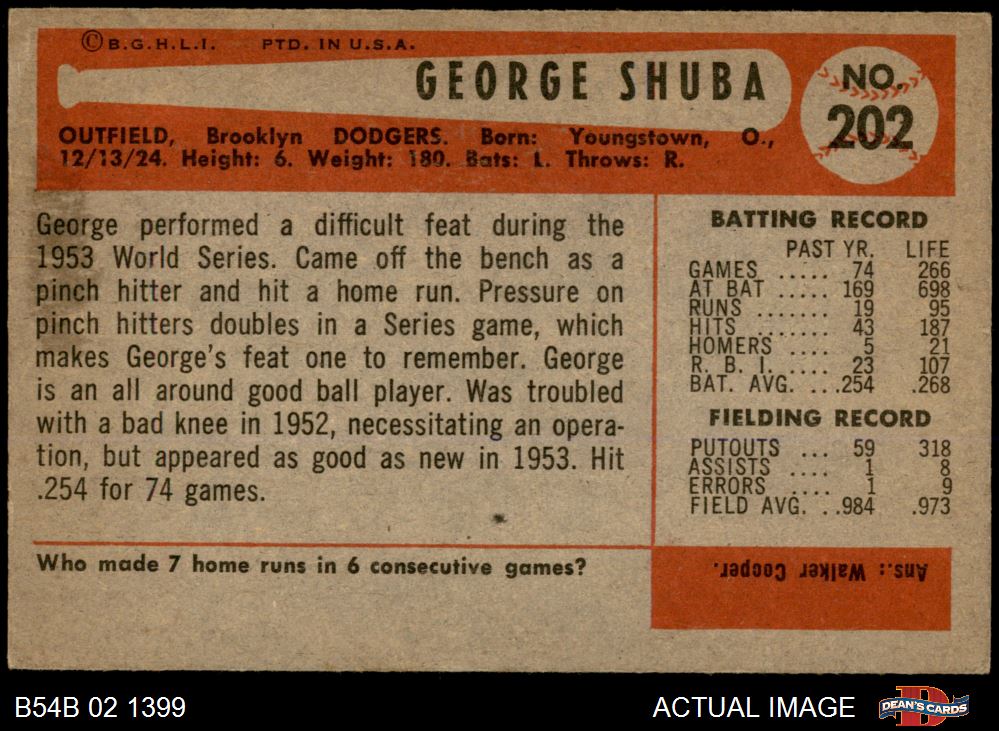 ©B.G.H.L.I. PTD. IN U.S.A.
GEORGE SHUBA
NO.
202
OUTFIELD, Brooklyn DODGERS. Born: Youngstown, O.,
12/13/24. Height: 6. Weight: 180. Bats: L. Throws: R.
George performed a difficult feat during the
1953 World Series. Came off the bench as a
pinch hitter and hit a home run. Pressure on
pinch hitters doubles in a Series game, which
makes George's feat one to remember. George
is an all around good ball player. Was troubled
with a bad knee in 1952, necessitating an opera-
tion, but appeared as good as new in 1953. Hit
.254 for 74 games.
BATTING RECORD
PAST YR. LIFE
GAMES ..... 74 266
AT BAT ..... 169 698
RUNS ....... 19 95
HITS ....... 43 187
HOMERS .... 5 21
R. B. I. .... 23 107
BAT. AVG. ...254 .268
FIELDING RECORD
PUTOUTS ... 59 318
ASSISTS .... 1 8
ERRORS .... 1 9
FIELD AVG. ..984 .973
Who made 7 home runs in 6 consecutive games?
Ans.: Walker Cooper.
B54B 02 1399
ACTUAL IMAGE
DEAN'S CARDS